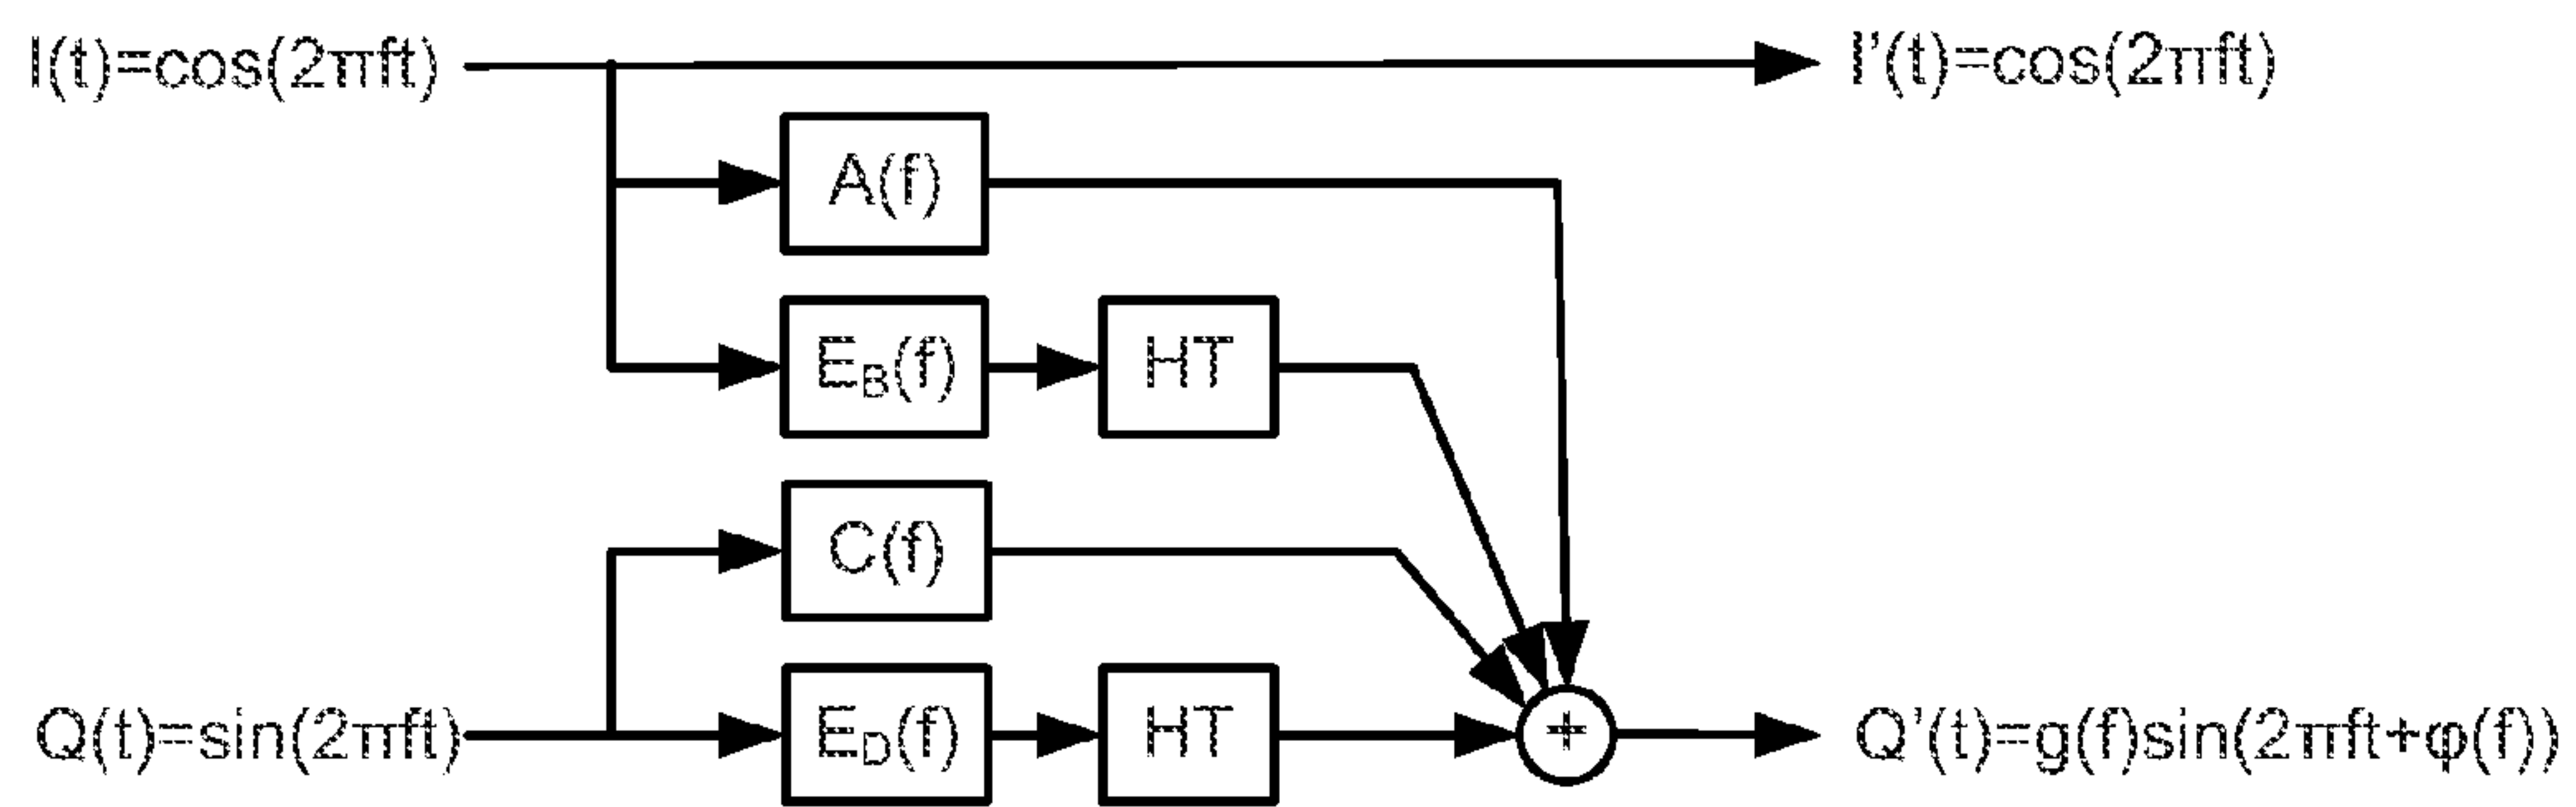 I(t)=cos(2πft)
I’(t)=cos(2πft)
A(f)
E_B(f)
HT
C(f)
Q(t)=sin(2πft)
E_D(f)
HT
+
Q’(t)=g(f)sin(2πft+φ(f))